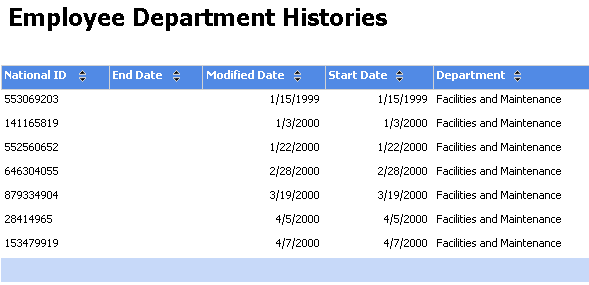 Employee Department Histories
National ID End Date Modified Date Start Date Department
553069203 1/15/1999 1/15/1999 Facilities and Maintenance
141165819 1/3/2000 1/3/2000 Facilities and Maintenance
552560652 1/22/2000 1/22/2000 Facilities and Maintenance
646304055 2/28/2000 2/28/2000 Facilities and Maintenance
879334904 3/19/2000 3/19/2000 Facilities and Maintenance
28414965 4/5/2000 4/5/2000 Facilities and Maintenance
153479919 4/7/2000 4/7/2000 Facilities and Maintenance